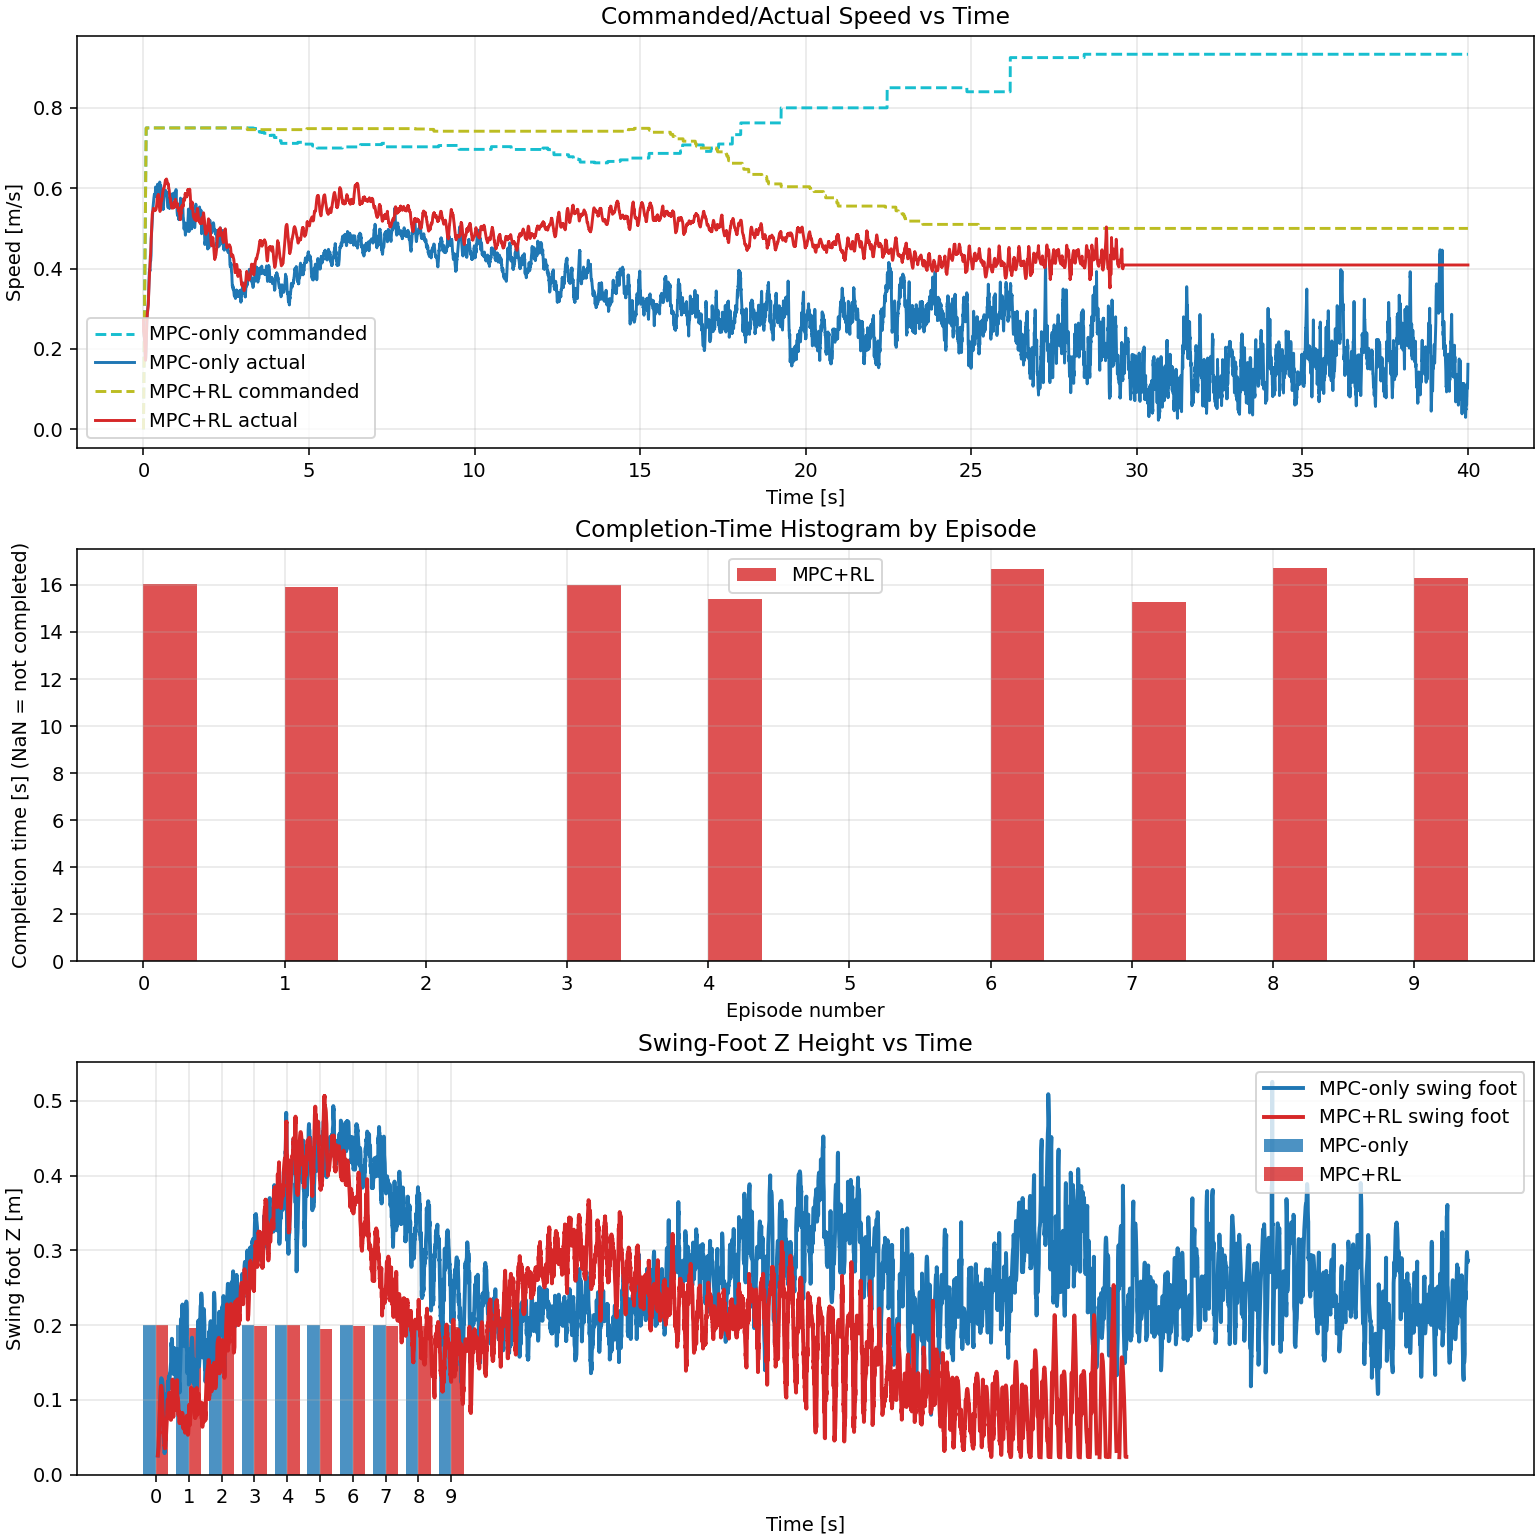 Commanded/Actual Speed vs Time
Speed [m/s]
0.8
0.6
0.4
0.2
0.0
MPC-only commanded
MPC-only actual
MPC+RL commanded
MPC+RL actual
0 5 10 15 20 25 30 35 40
Time [s]
Completion-Time Histogram by Episode
Completion time [s] (NaN = not completed)
16
14
12
10
8
6
4
2
0
MPC+RL
0 1 2 3 4 5 6 7 8 9
Episode number
Swing-Foot Z Height vs Time
Swing foot Z [m]
0.5
0.4
0.3
0.2
0.1
0.0
MPC-only swing foot
MPC+RL swing foot
MPC-only
MPC+RL
0 1 2 3 4 5 6 7 8 9
Time [s]